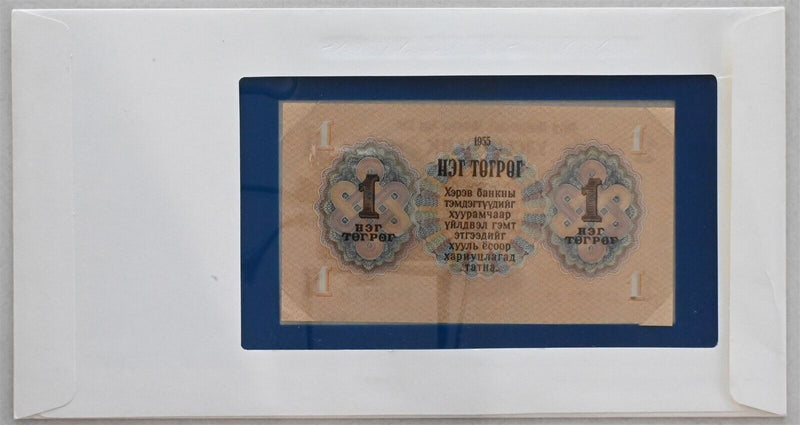 1
1
1955
НЭГ ТӨГРӨГ
Хэрэв банкны
тэмдэгтүүдийг
хуурамчаар
үйлдвэл гэмт
этгээдийг
хууль ёсоор
хариуцлагад
татна.
1
НЭГ
ТӨГРӨГ
1
НЭГ
ТӨГРӨГ
1
1